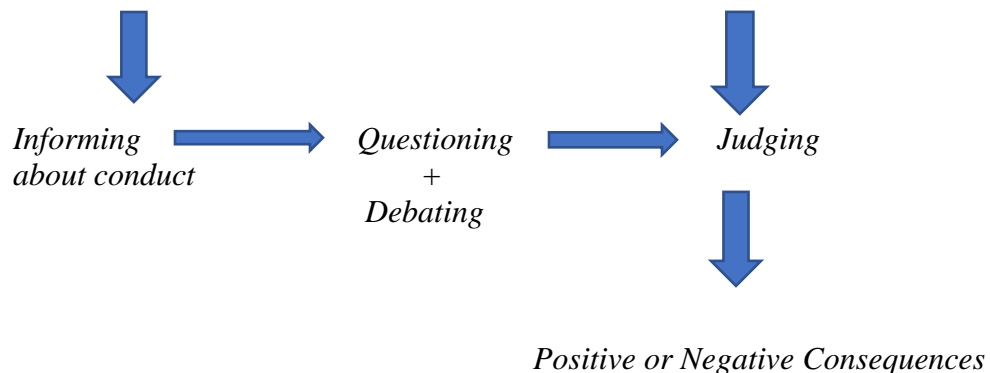 Informing
about conduct
Questioning
+
Debating
Judging
Positive or Negative Consequences